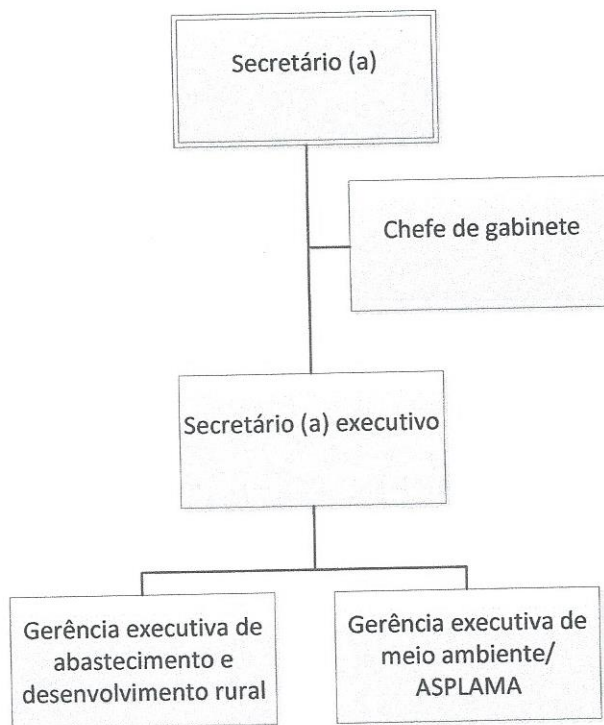 Secretário (a)
Chefe de gabinete
Secretário (a) executivo
Gerência executiva de
abastecimento e
desenvolvimento rural
Gerência executiva de
meio ambiente/
ASPLAMA